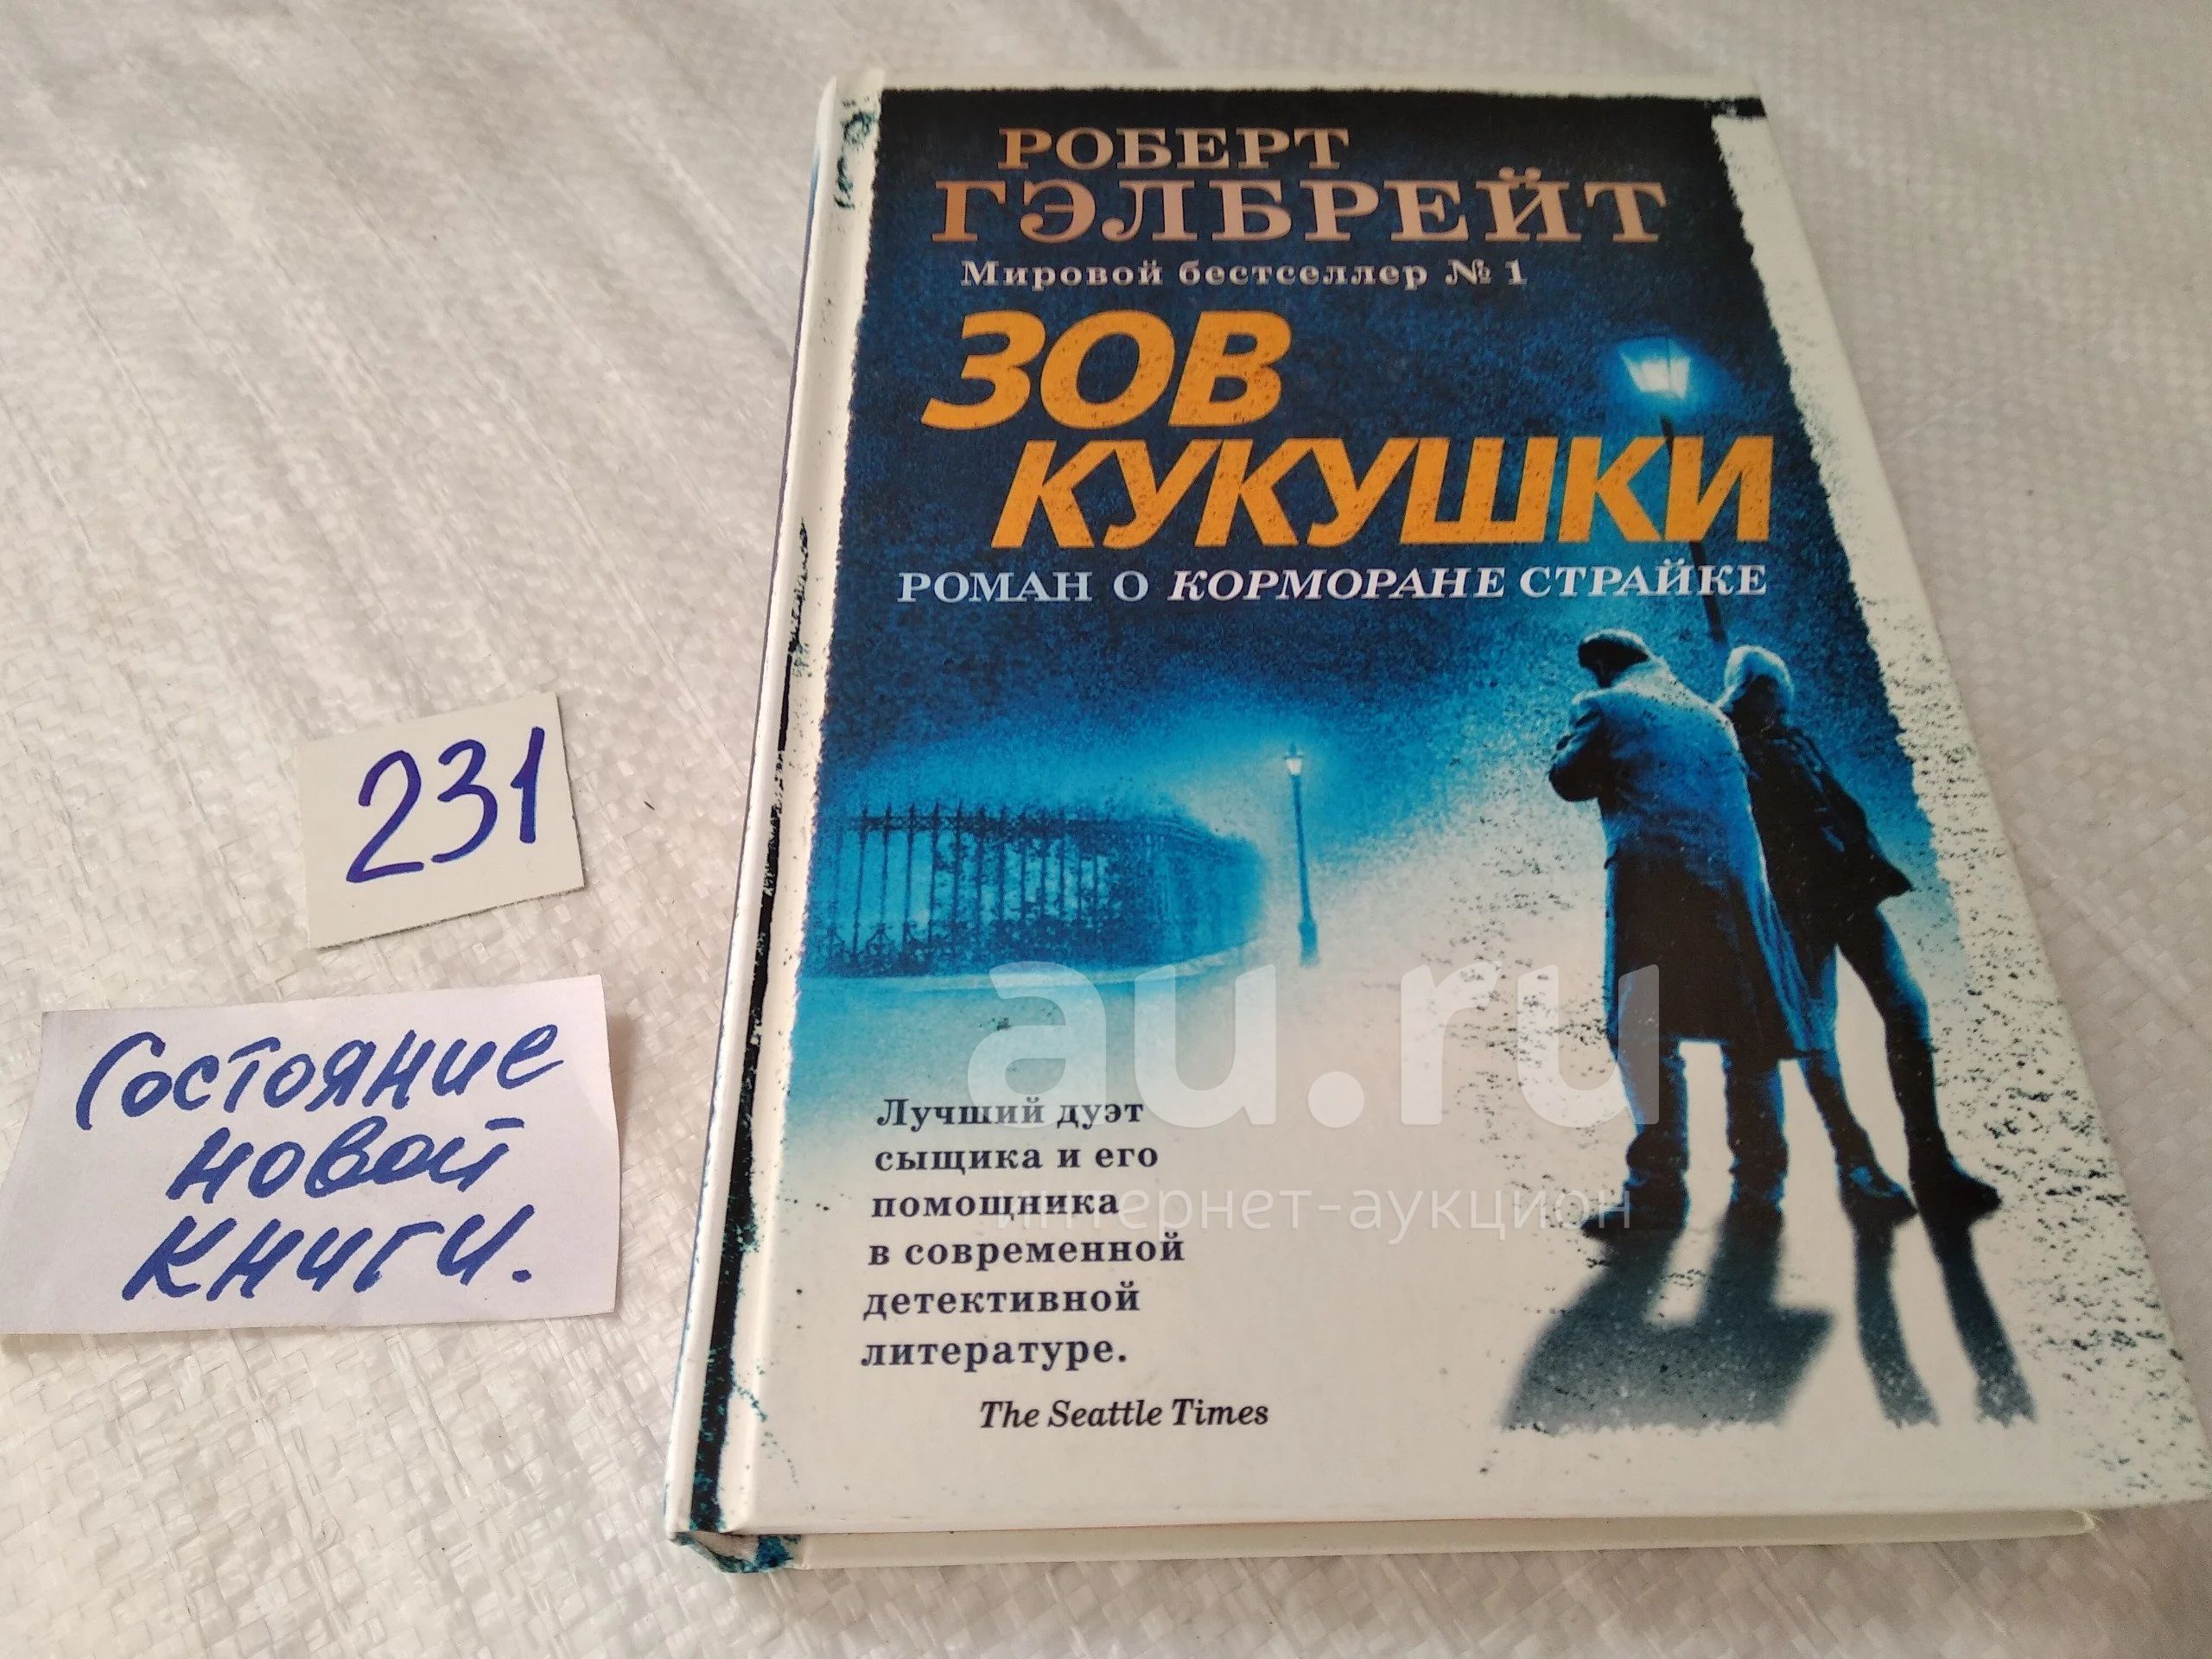 РОБЕРТ
ГЭЛБРЕЙТ
Мировой бестселлер № 1
ЗОВ
КУКУШКИ
РОМАН О КОРМОРАНЕ СТРАЙКЕ
231
Состояние
новой
книги.
au.ru
интернет-аукцион
Лучший дуэт
сыщика и его
помощника
в современной
детективной
литературе.
The Seattle Times